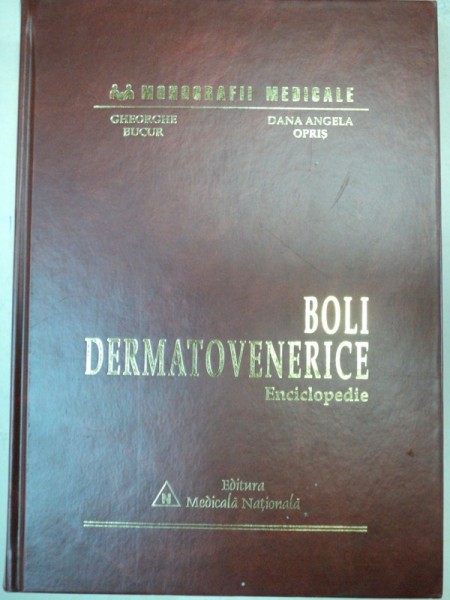 MONOGRAFII MEDICALE
GHEORGHE
BUCUR
DANA ANGELA
OPRIȘ
BOLI
DERMATOVENERICE
Enciclopedie
N
Editura
Medicală Națională